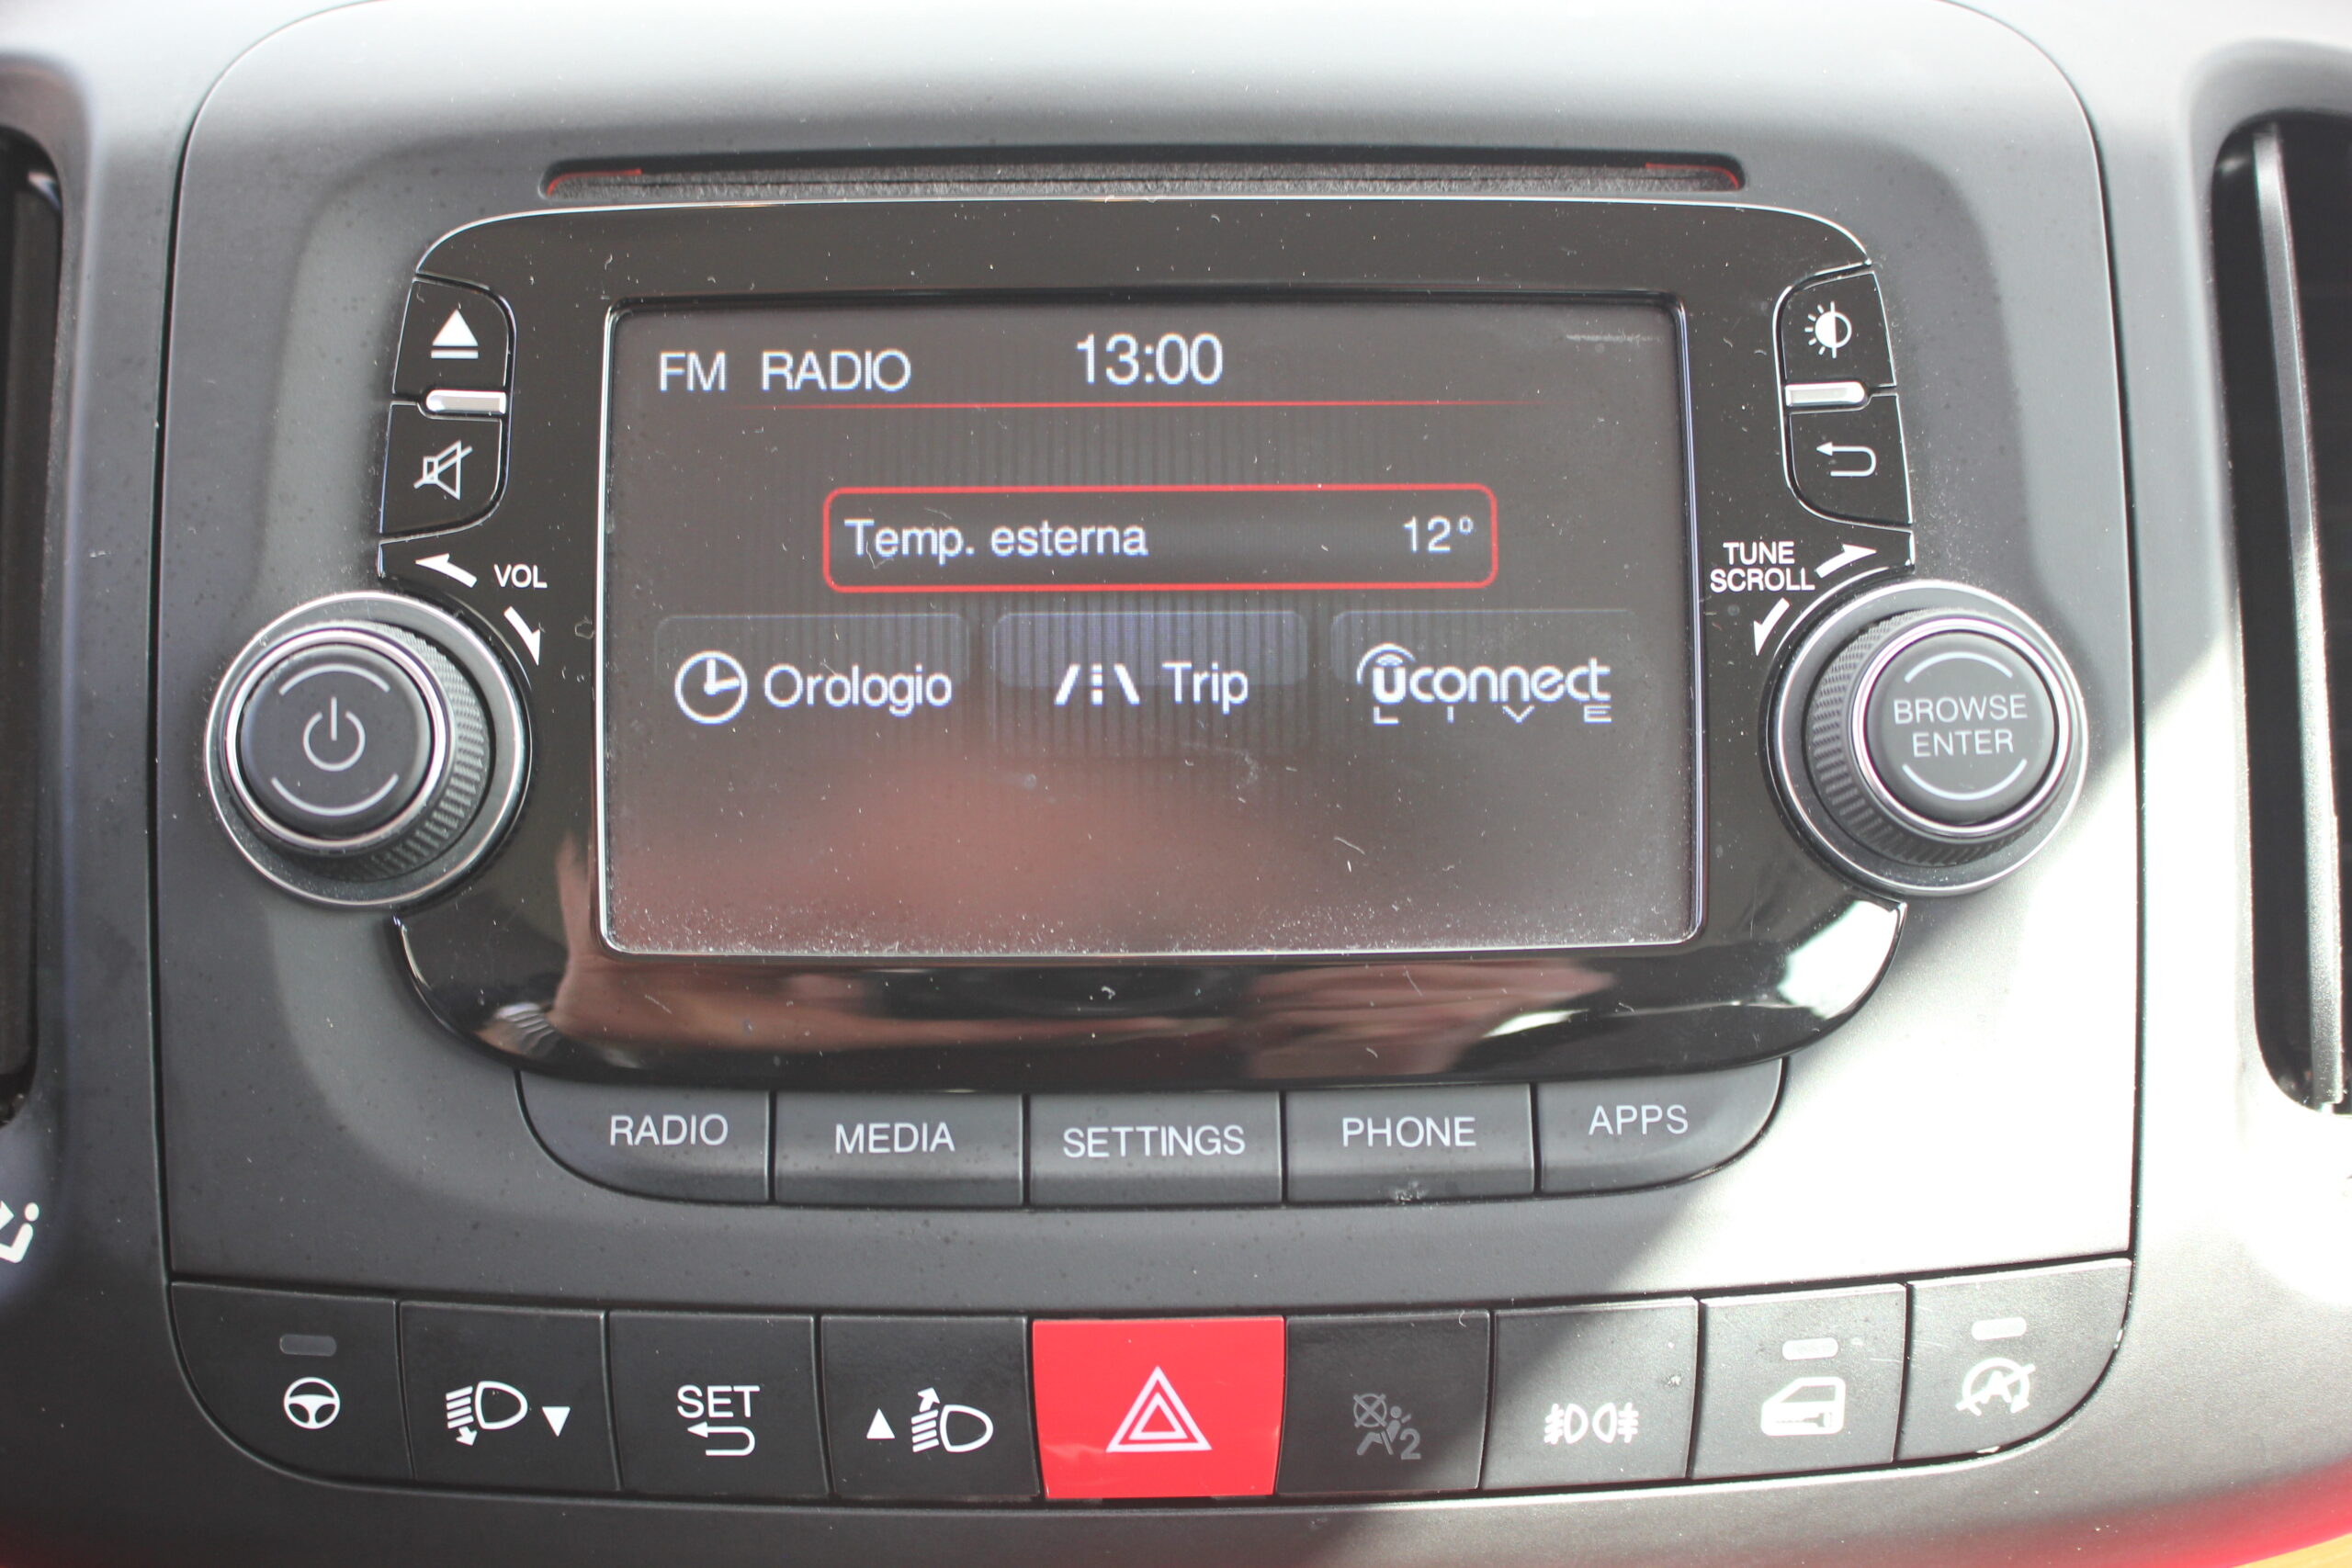 FM RADIO 13:00
Temp. esterna 12°
VOL
TUNE
SCROLL
Orologio Trip uconnect
LIVE
BROWSE
ENTER
RADIO MEDIA SETTINGS PHONE APPS
SET
A
2